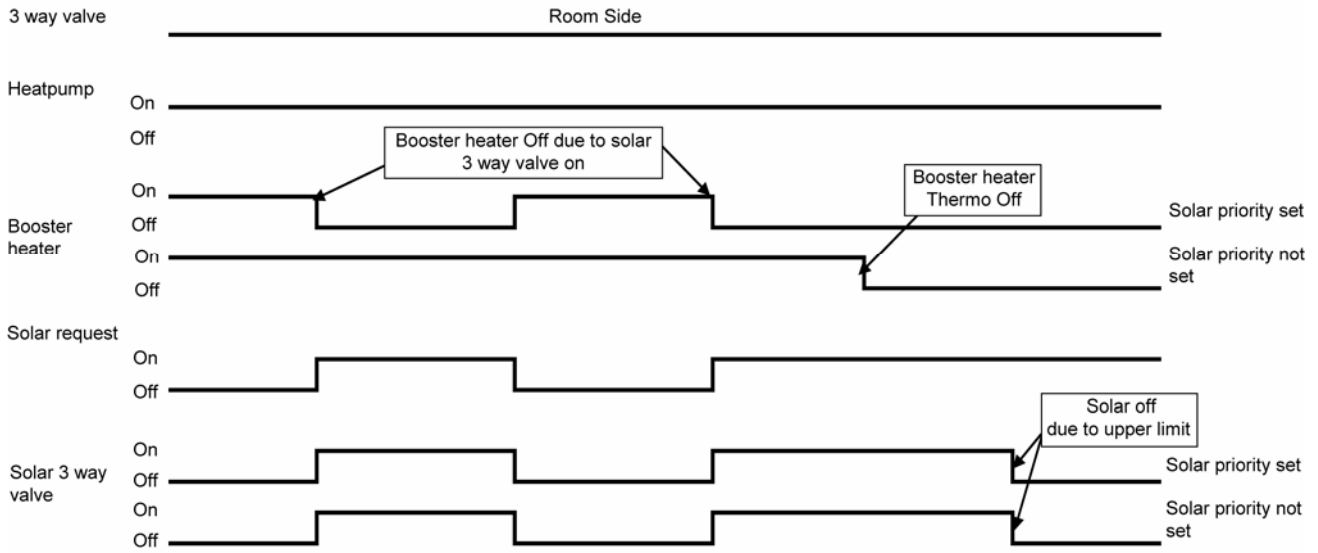 3 way valve
Room Side
Heatpump
On
Off
Booster heater Off due to solar
3 way valve on
On
Off
Booster heater
Thermo Off
Solar priority set
Booster
heater
On
Off
Solar priority not
set
Solar request
On
Off
Solar off
due to upper limit
Solar 3 way
valve
On
Off
Solar priority set
On
Off
Solar priority not
set